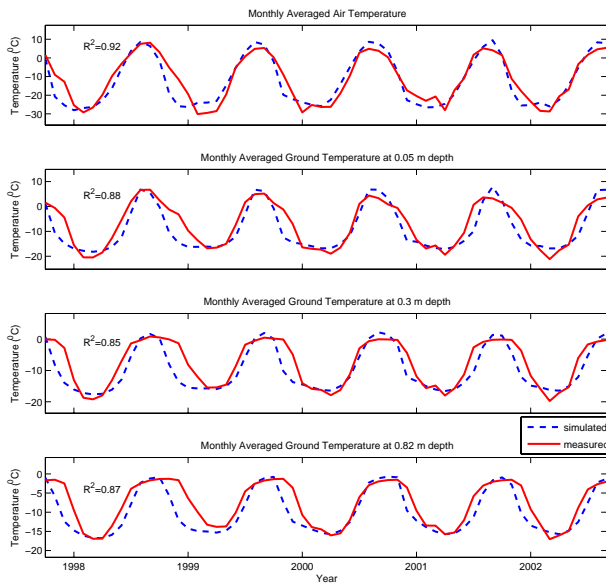 Monthly Averaged Air Temperature
Temperature (⁰C)
10
0
−10
−20
−30
R²=0.92
Monthly Averaged Ground Temperature at 0.05 m depth
Temperature (⁰C)
10
0
−10
−20
R²=0.88
Monthly Averaged Ground Temperature at 0.3 m depth
Temperature (⁰C)
0
−10
−20
R²=0.85
simulated
measured
Monthly Averaged Ground Temperature at 0.82 m depth
Temperature (⁰C)
0
−5
−10
−15
−20
R²=0.87
1998 1999 2000 2001 2002
Year